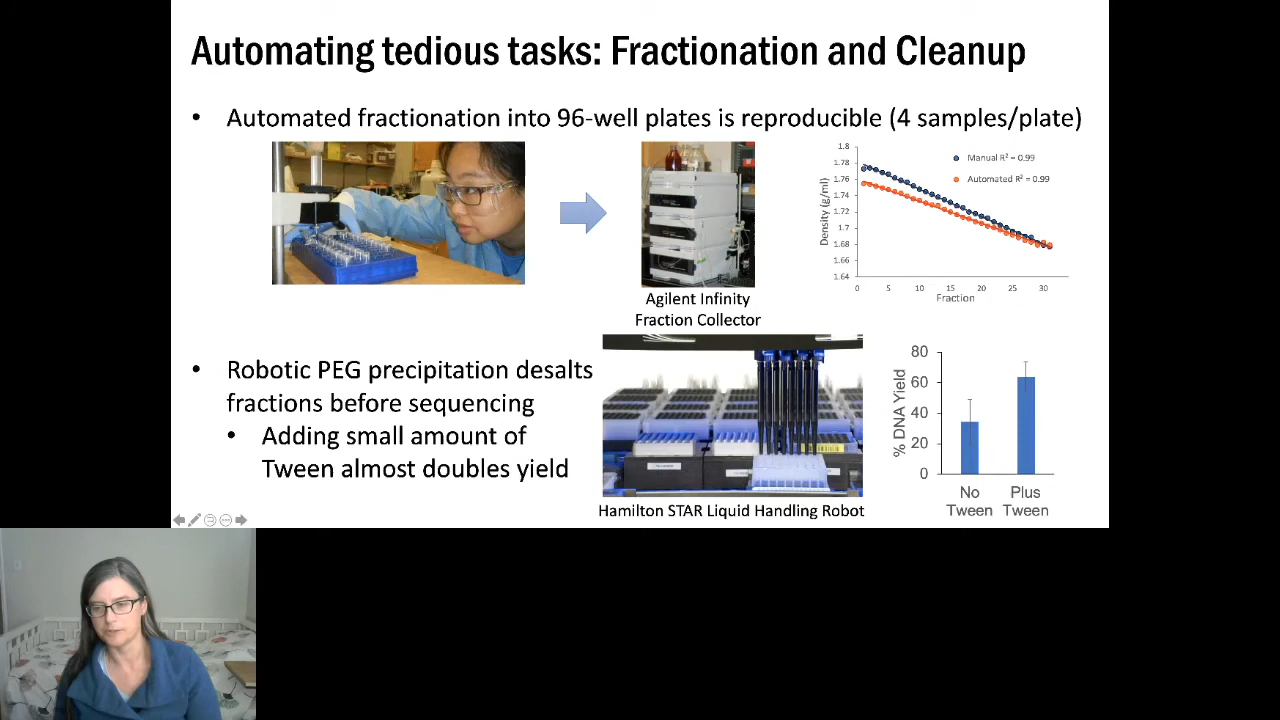 Automating tedious tasks: Fractionation and Cleanup
• Automated fractionation into 96-well plates is reproducible (4 samples/plate)
Agilent Infinity
Fraction Collector
1.8
1.78
1.76
1.74
1.72
1.7
1.68
1.66
1.64
Density (g/ml)
Manual R² = 0.99
Automated R² = 0.99
0
5
10
15
20
25
30
Fraction
• Robotic PEG precipitation desalts
fractions before sequencing
• Adding small amount of
Tween almost doubles yield
Hamilton STAR Liquid Handling Robot
% DNA Yield
80
60
40
20
0
No
Tween
Plus
Tween